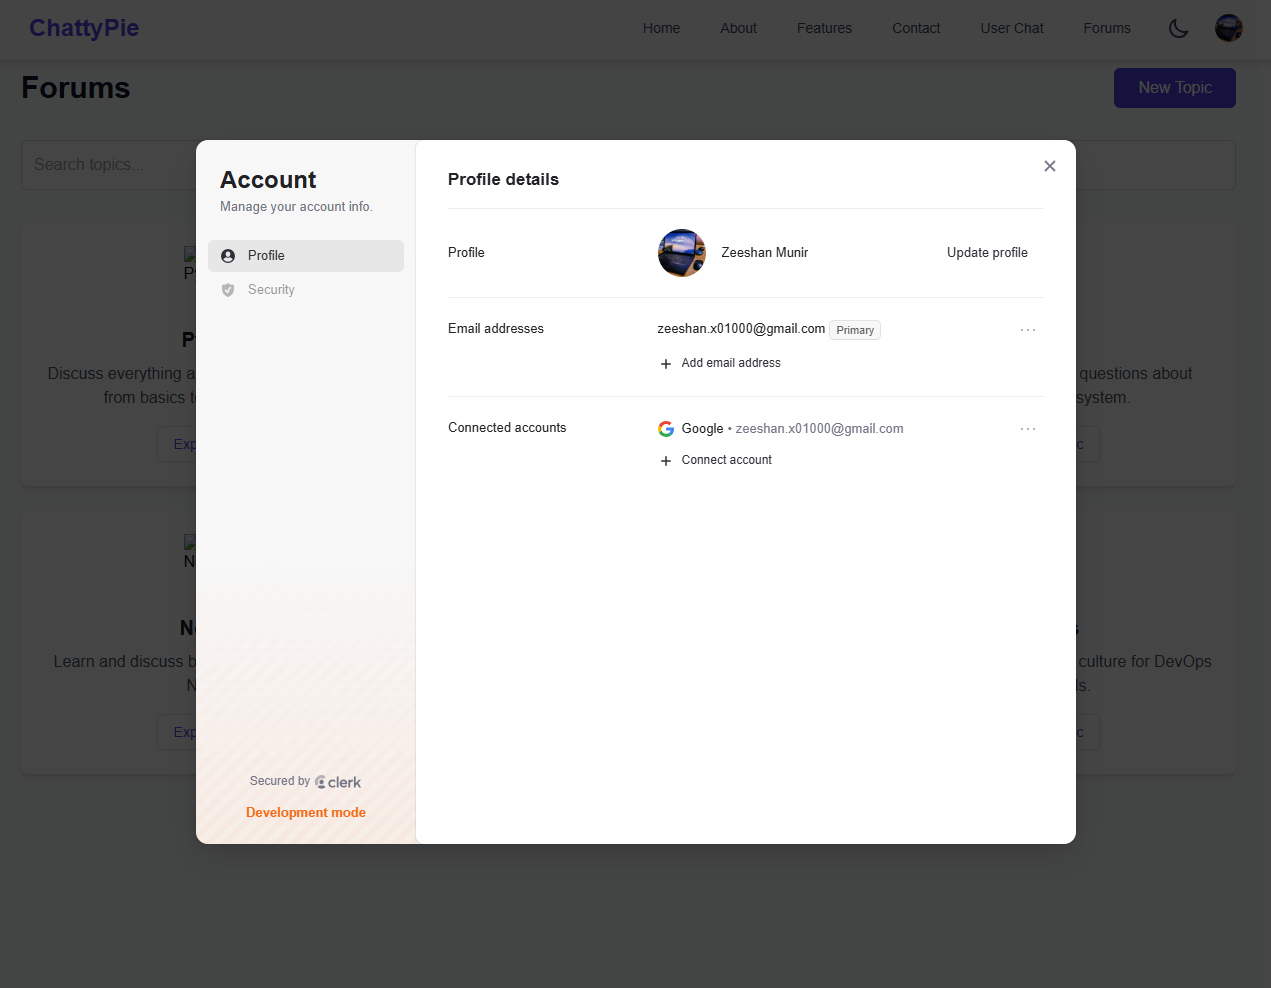 ChattyPie
Home About Features Contact User Chat Forums
Forums
New Topic
Search topics...
Account
Manage your account info.
Profile
Security
Profile details
Profile
Zeeshan Munir
Update profile
Email addresses
zeeshan.x01000@gmail.com Primary
Add email address
Connected accounts
Google • zeeshan.x01000@gmail.com
Connect account
Discuss everything a
from basics t
questions about
system.
Exp
Learn and discuss b
culture for DevOps
Exp
Secured by clerk
Development mode